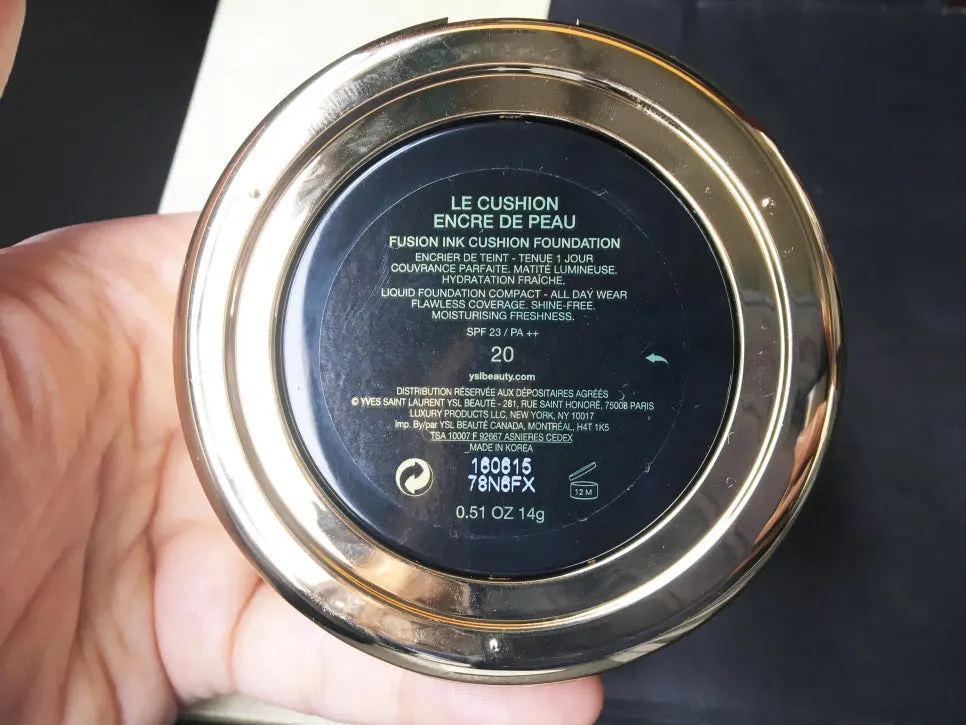 LE CUSHION
ENCRE DE PEAU
FUSION INK CUSHION FOUNDATION
ENCRIER DE TEINT - TENUE 1 JOUR
COUVRANCE PARFAITE. MATITÉ LUMINEUSE.
HYDRATATION FRAÎCHE.
LIQUID FOUNDATION COMPACT - ALL DAY WEAR
FLAWLESS COVERAGE. SHINE-FREE.
MOISTURISING FRESHNESS.
SPF 23 / PA ++
20
yslbeauty.com
DISTRIBUTION RÉSERVÉE AUX DÉPOSITAIRES AGRÉÉS
© YVES SAINT LAURENT YSL BEAUTÉ - 281, RUE SAINT HONORÉ, 75008 PARIS
LUXURY PRODUCTS LLC, NEW YORK, NY 10017
Imp. By/par YSL BEAUTÉ CANADA, MONTRÉAL, H4T 1K5
TSA 10007 F 92667 ASNIERES CEDEX
MADE IN KOREA
160615
78N6FX
12 M
0.51 OZ 14g